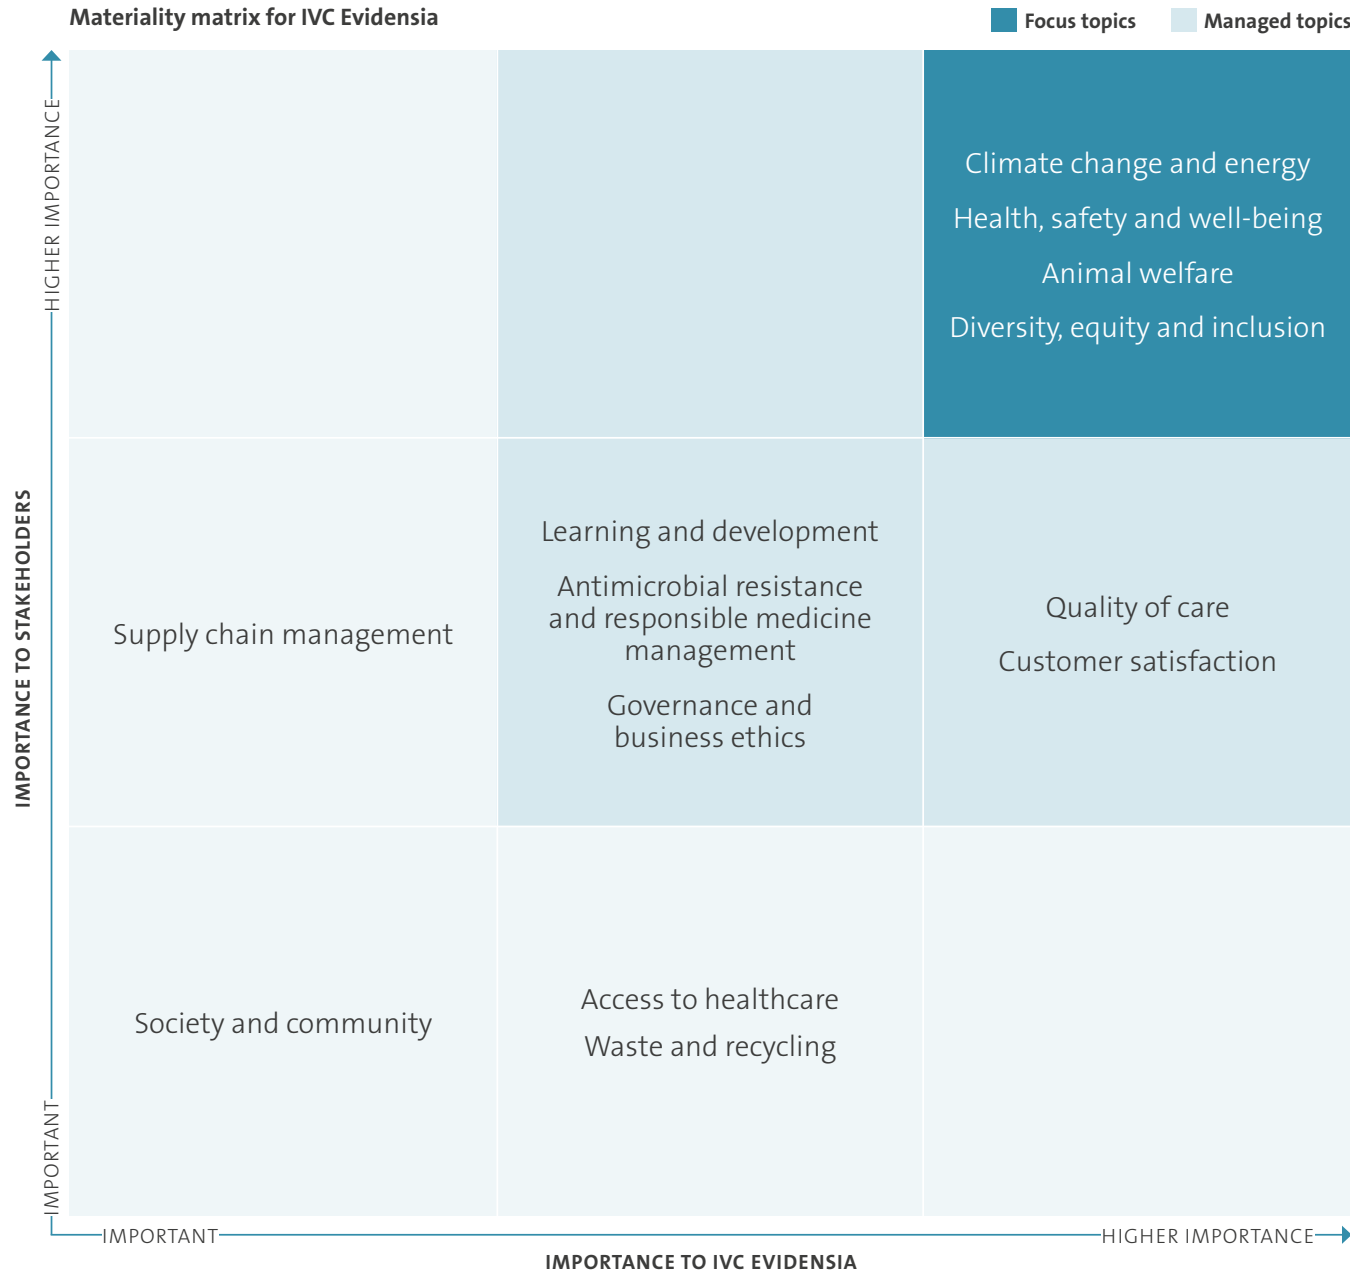 Materiality matrix for IVC Evidensia
Focus topics
Managed topics
HIGHER IMPORTANCE
IMPORTANCE TO STAKEHOLDERS
IMPORTANT
Climate change and energy
Health, safety and well-being
Animal welfare
Diversity, equity and inclusion
Supply chain management
Learning and development
Antimicrobial resistance
and responsible medicine
management
Governance and
business ethics
Quality of care
Customer satisfaction
Society and community
Access to healthcare
Waste and recycling
IMPORTANT
HIGHER IMPORTANCE
IMPORTANCE TO IVC EVIDENSIA